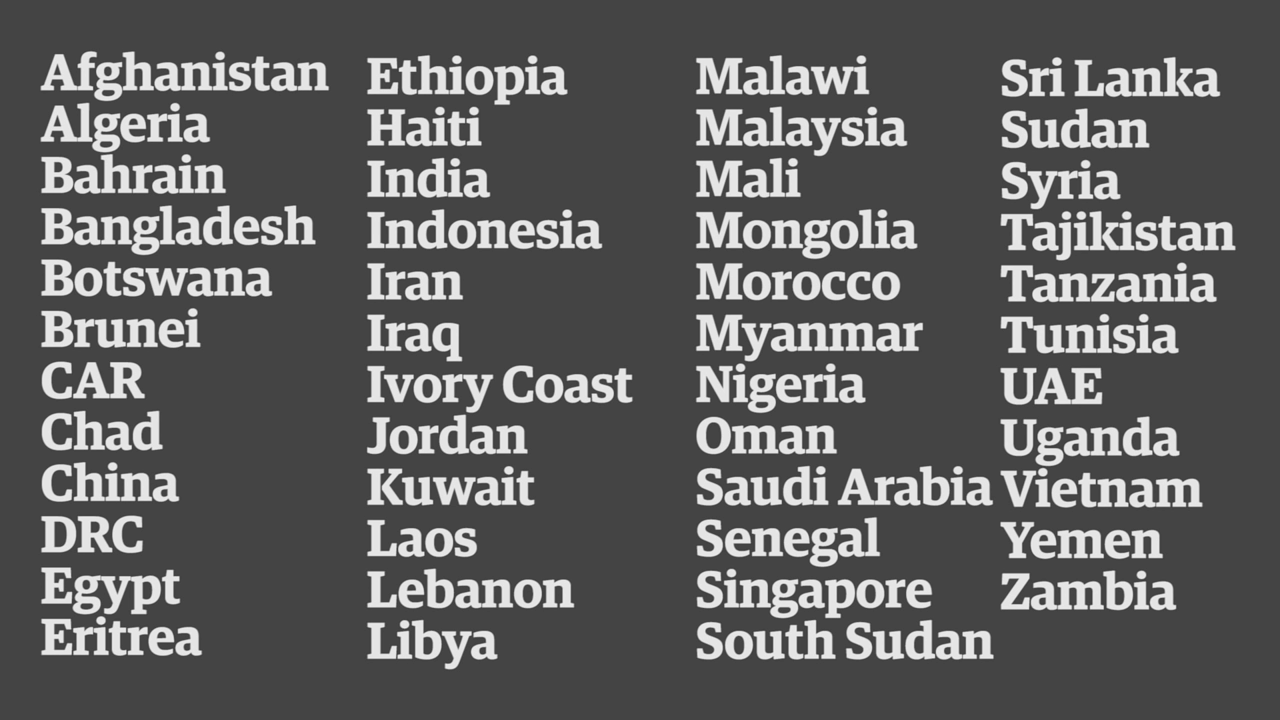 Afghanistan
Algeria
Bahrain
Bangladesh
Botswana
Brunei
CAR
Chad
China
DRC
Egypt
Eritrea
Ethiopia
Haiti
India
Indonesia
Iran
Iraq
Ivory Coast
Jordan
Kuwait
Laos
Lebanon
Libya
Malawi
Malaysia
Mali
Mongolia
Morocco
Myanmar
Nigeria
Oman
Saudi Arabia
Senegal
Singapore
South Sudan
Sri Lanka
Sudan
Syria
Tajikistan
Tanzania
Tunisia
UAE
Uganda
Vietnam
Yemen
Zambia